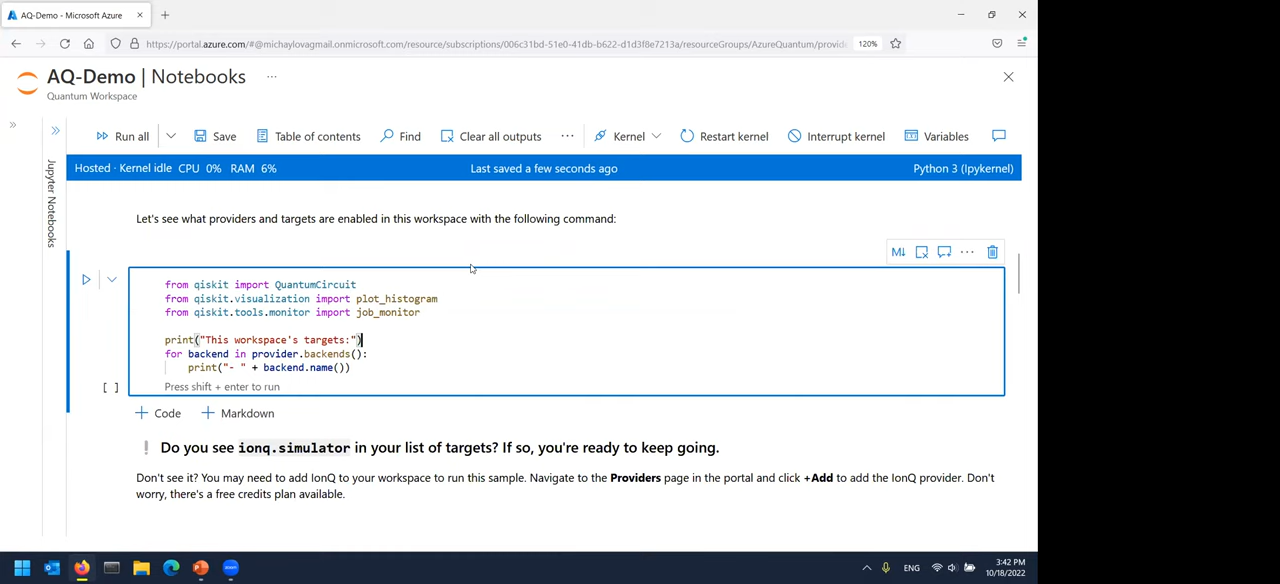 AQ-Demo - Microsoft Azure
https://portal.azure.com/#@michaylovagmail.onmicrosoft.com/resource/subscriptions/006c31bd-51e0-41db-b622-d1d3f8e7213a/resourceGroups/AzureQuantum/provid 120%
AQ-Demo | Notebooks ...
Quantum Workspace
Run all Save Table of contents Find Clear all outputs ... Kernel Restart kernel Interrupt kernel Variables
Hosted · Kernel idle CPU 0% RAM 6% Last saved a few seconds ago Python 3 (Ipykernel)
Jupyter Notebooks
Let's see what providers and targets are enabled in this workspace with the following command:
M↓ ...
from qiskit import QuantumCircuit
from qiskit.visualization import plot_histogram
from qiskit.tools.monitor import job_monitor
print("This workspace's targets:")
for backend in provider.backends():
print("- " + backend.name())
[ ] Press shift + enter to run
+ Code + Markdown
❕ Do you see ionq.simulator in your list of targets? If so, you're ready to keep going.
Don't see it? You may need to add IonQ to your workspace to run this sample. Navigate to the Providers page in the portal and click +Add to add the IonQ provider. Don't
worry, there's a free credits plan available.
zoom
ENG
3:42 PM
10/18/2022